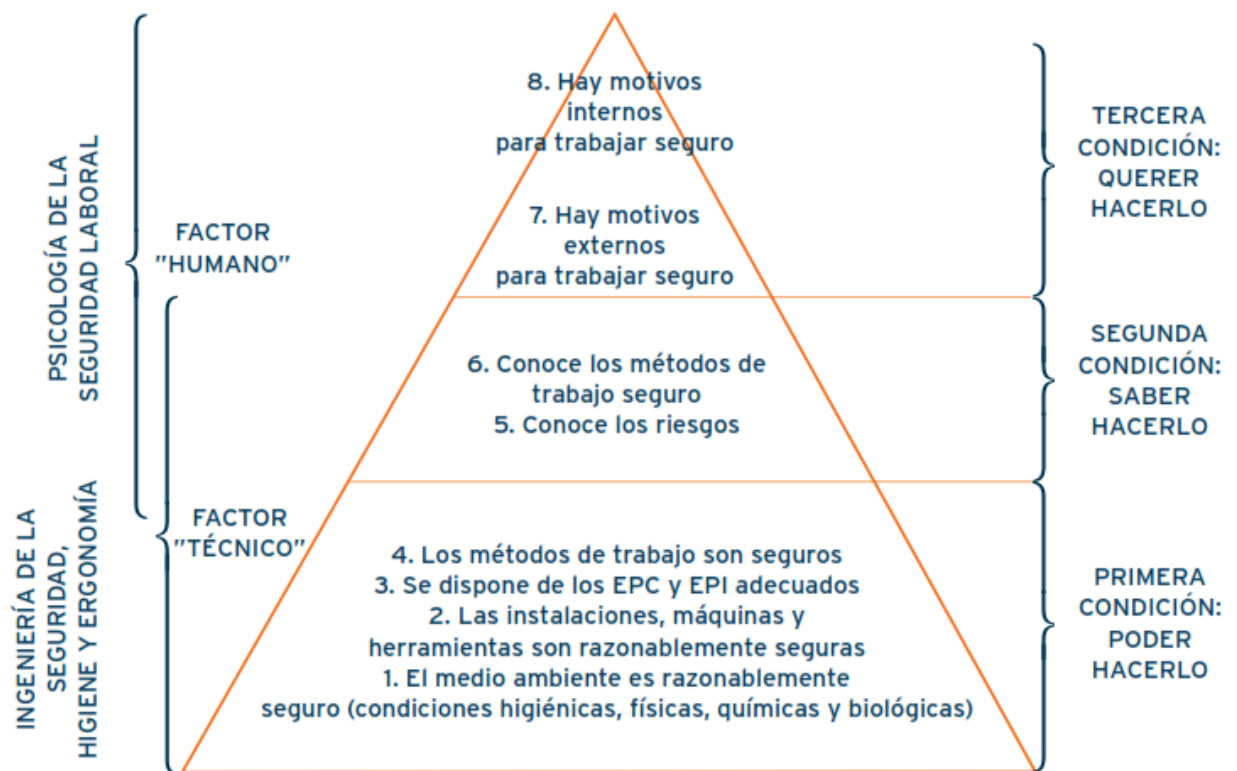 PSICOLOGÍA DE LA
SEGURIDAD LABORAL
FACTOR
"HUMANO"
INGENIERÍA DE LA
SEGURIDAD,
HIGIENE Y ERGONOMÍA
FACTOR
"TÉCNICO"
8. Hay motivos
internos
para trabajar seguro
7. Hay motivos
externos
para trabajar seguro
6. Conoce los métodos de
trabajo seguro
5. Conoce los riesgos
4. Los métodos de trabajo son seguros
3. Se dispone de los EPC y EPI adecuados
2. Las instalaciones, máquinas y
herramientas son razonablemente seguras
1. El medio ambiente es razonablemente
seguro (condiciones higiénicas, físicas, químicas y biológicas)
TERCERA
CONDICIÓN:
QUERER
HACERLO
SEGUNDA
CONDICIÓN:
SABER
HACERLO
PRIMERA
CONDICIÓN:
PODER
HACERLO